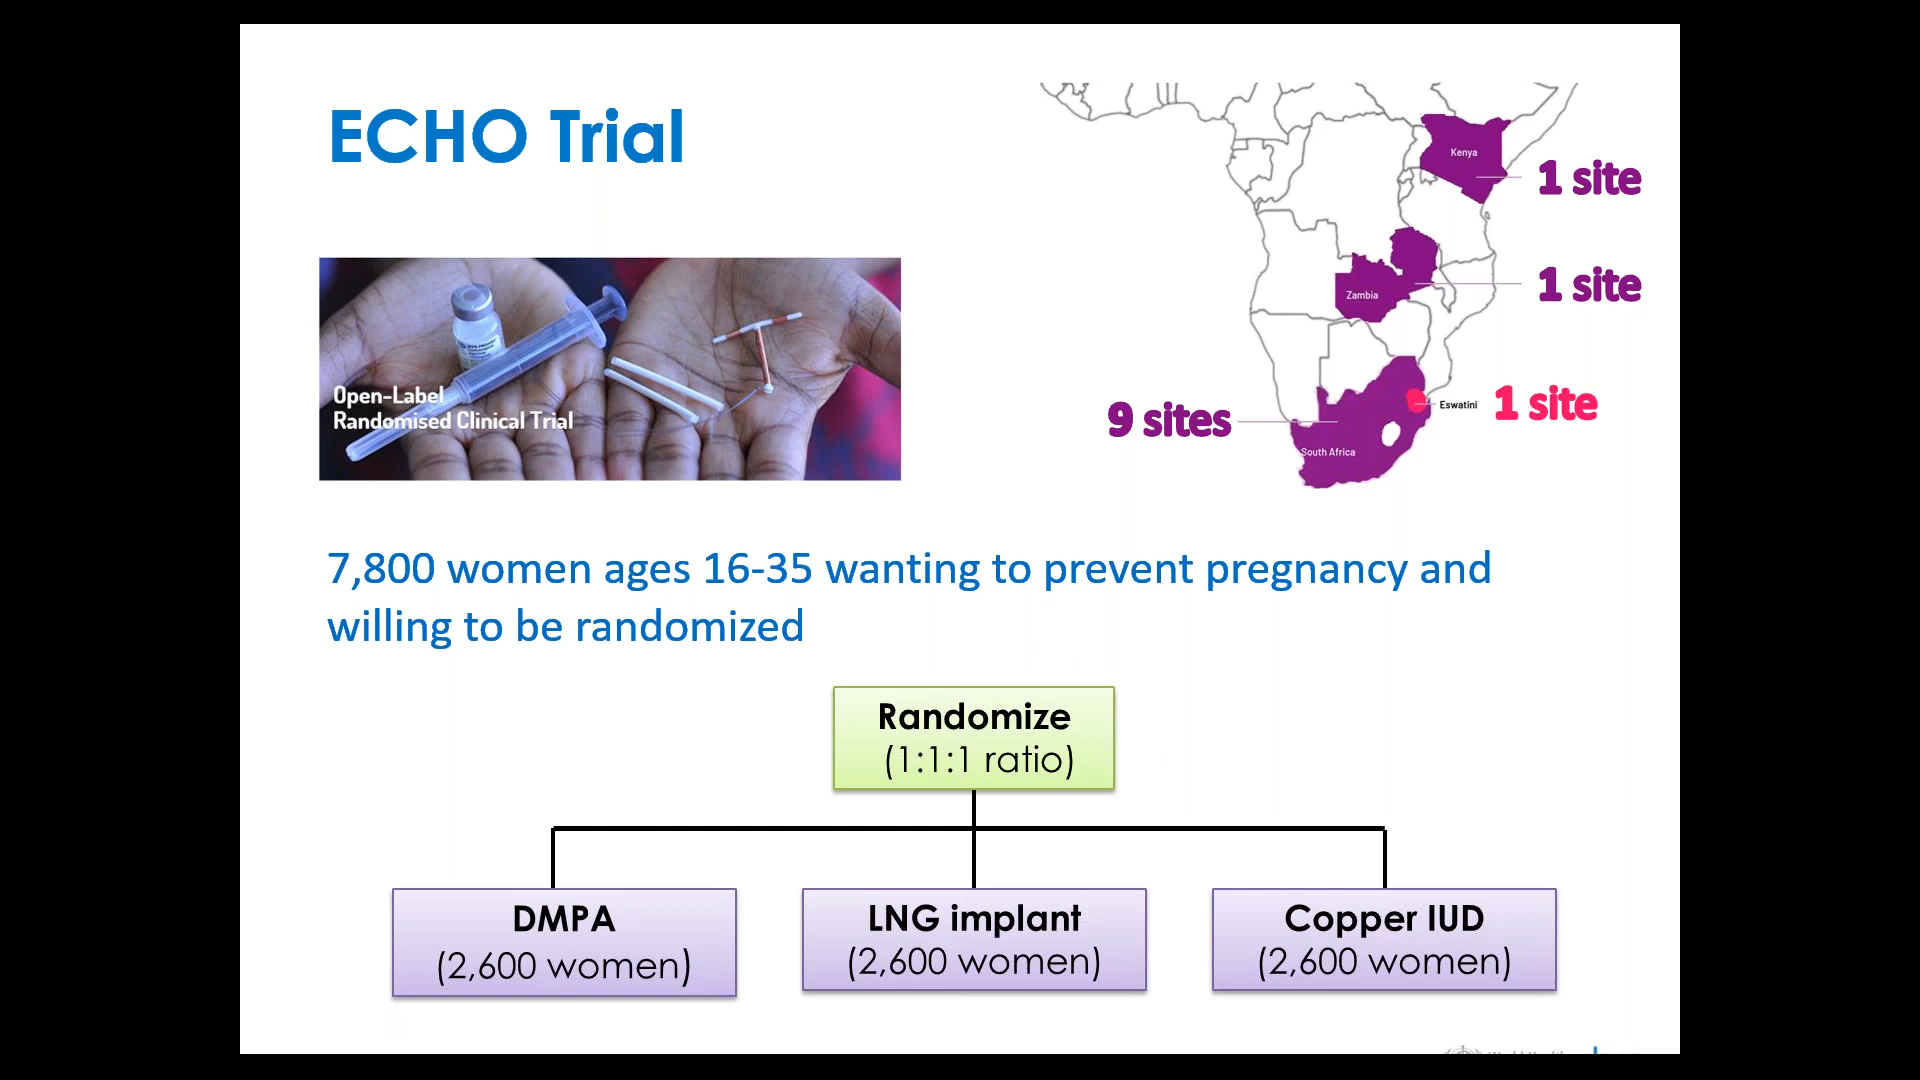 ECHO Trial
Kenya
1 site
Zambia
1 site
9 sites
Eswatini
1 site
South Africa
Open-Label
Randomised Clinical Trial
7,800 women ages 16-35 wanting to prevent pregnancy and
willing to be randomized
Randomize
(1:1:1 ratio)
DMPA
(2,600 women)
LNG implant
(2,600 women)
Copper IUD
(2,600 women)